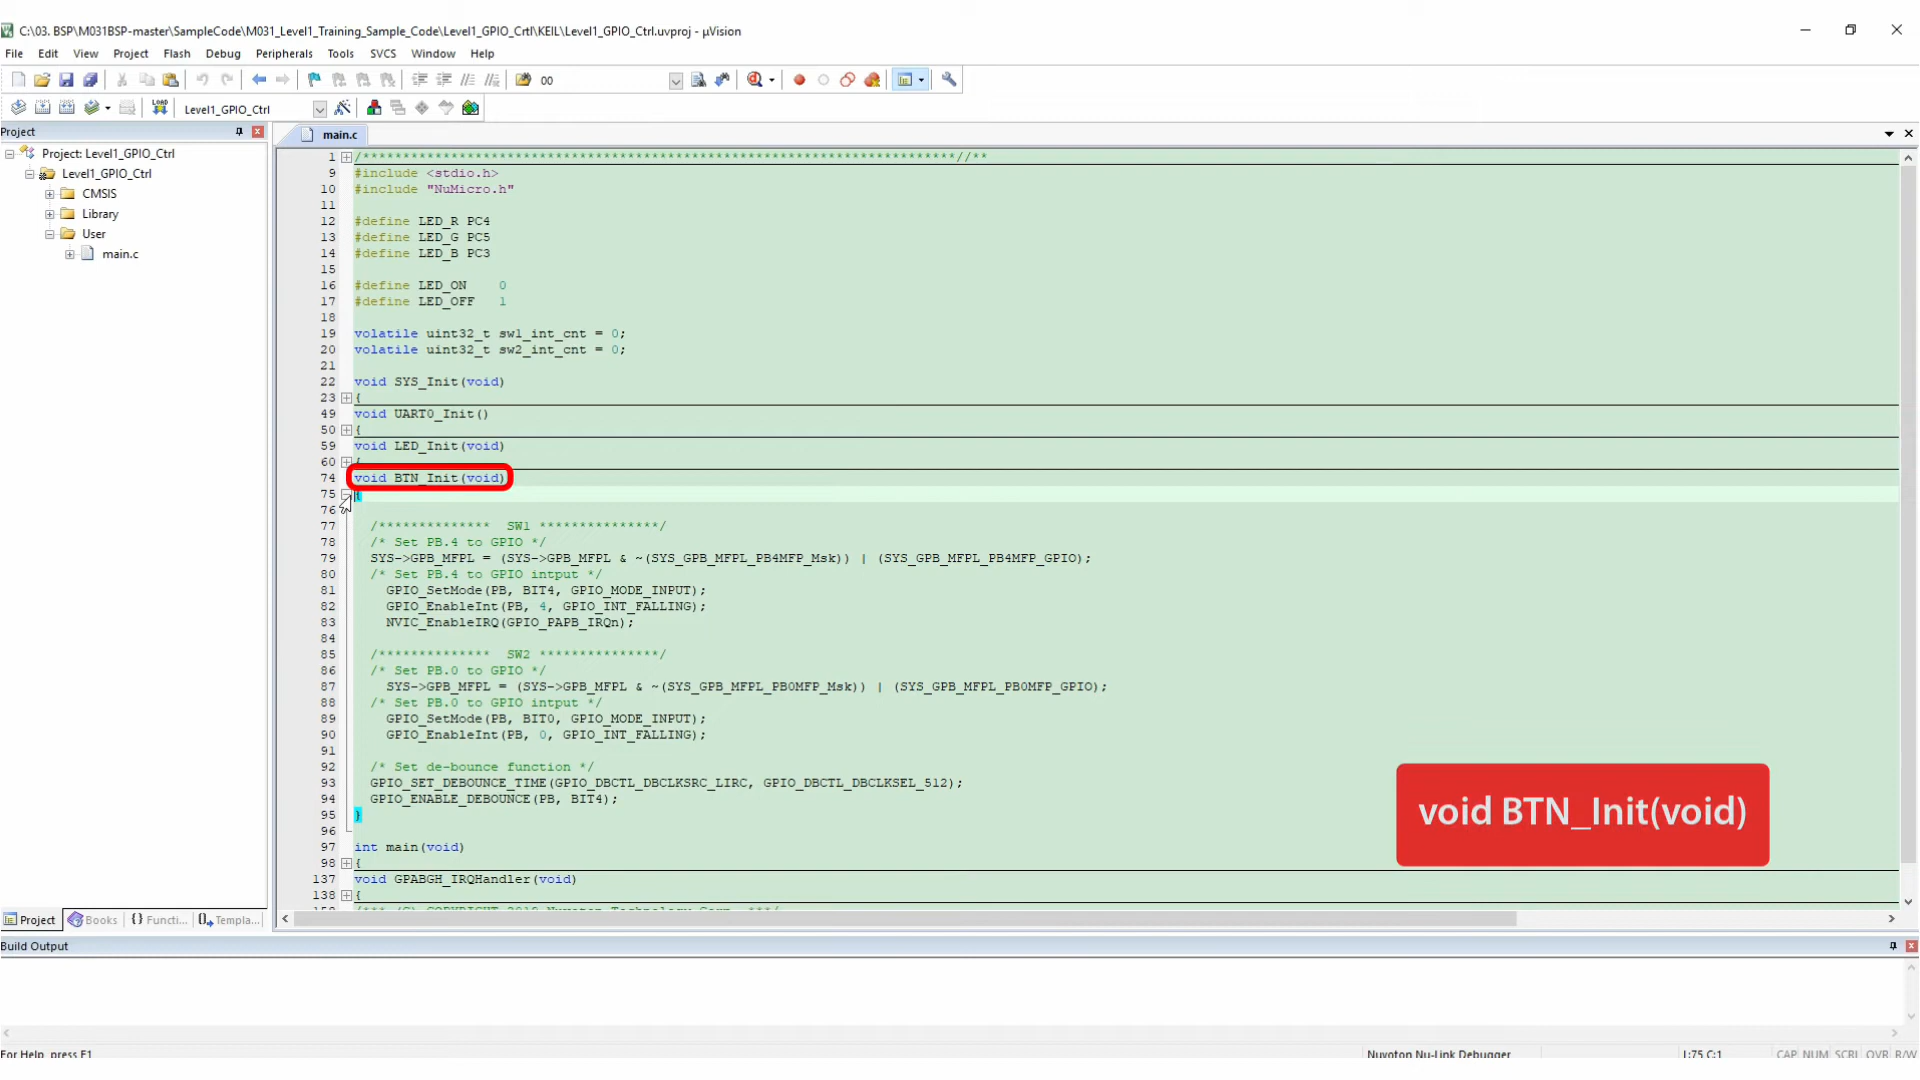 C:\03. BSP\M031BSP-master\SampleCode\M031_Level1_Training_Sample_Code\Level1_GPIO_Crtl\KEIL\Level1_GPIO_Ctrl.uvproj - µVision
File Edit View Project Flash Debug Peripherals Tools SVCS Window Help
00
LOAD Level1_GPIO_Ctrl
Project
main.c
Project: Level1_GPIO_Ctrl
Level1_GPIO_Ctrl
CMSIS
Library
User
main.c
1 /**************************************************************************//**
9 #include <stdio.h>
10 #include "NuMicro.h"
11
12 #define LED_R PC4
13 #define LED_G PC5
14 #define LED_B PC3
15
16 #define LED_ON 0
17 #define LED_OFF 1
18
19 volatile uint32_t sw1_int_cnt = 0;
20 volatile uint32_t sw2_int_cnt = 0;
21
22 void SYS_Init(void)
23 {
49 void UART0_Init()
50 {
59 void LED_Init(void)
60 {
74 void BTN_Init(void)
75 {
76
77 /************** SW1 ***************/
78 /* Set PB.4 to GPIO */
79 SYS->GPB_MFPL = (SYS->GPB_MFPL & ~(SYS_GPB_MFPL_PB4MFP_Msk)) | (SYS_GPB_MFPL_PB4MFP_GPIO);
80 /* Set PB.4 to GPIO intput */
81 GPIO_SetMode(PB, BIT4, GPIO_MODE_INPUT);
82 GPIO_EnableInt(PB, 4, GPIO_INT_FALLING);
83 NVIC_EnableIRQ(GPIO_PAPB_IRQn);
84
85 /************** SW2 ***************/
86 /* Set PB.0 to GPIO */
87 SYS->GPB_MFPL = (SYS->GPB_MFPL & ~(SYS_GPB_MFPL_PB0MFP_Msk)) | (SYS_GPB_MFPL_PB0MFP_GPIO);
88 /* Set PB.0 to GPIO intput */
89 GPIO_SetMode(PB, BIT0, GPIO_MODE_INPUT);
90 GPIO_EnableInt(PB, 0, GPIO_INT_FALLING);
91
92 /* Set de-bounce function */
93 GPIO_SET_DEBOUNCE_TIME(GPIO_DBCTL_DBCLKSRC_LIRC, GPIO_DBCTL_DBCLKSEL_512);
94 GPIO_ENABLE_DEBOUNCE(PB, BIT4);
95 }
96
97 int main(void)
98 {
137 void GPABGH_IRQHandler(void)
138 {
void BTN_Init(void)
Project Books {} Functi... Templa...
Build Output
For Help, press F1 Nuvoton Nu-Link Debugger L:75 C:1 CAP NUM SCRL OVR R/W